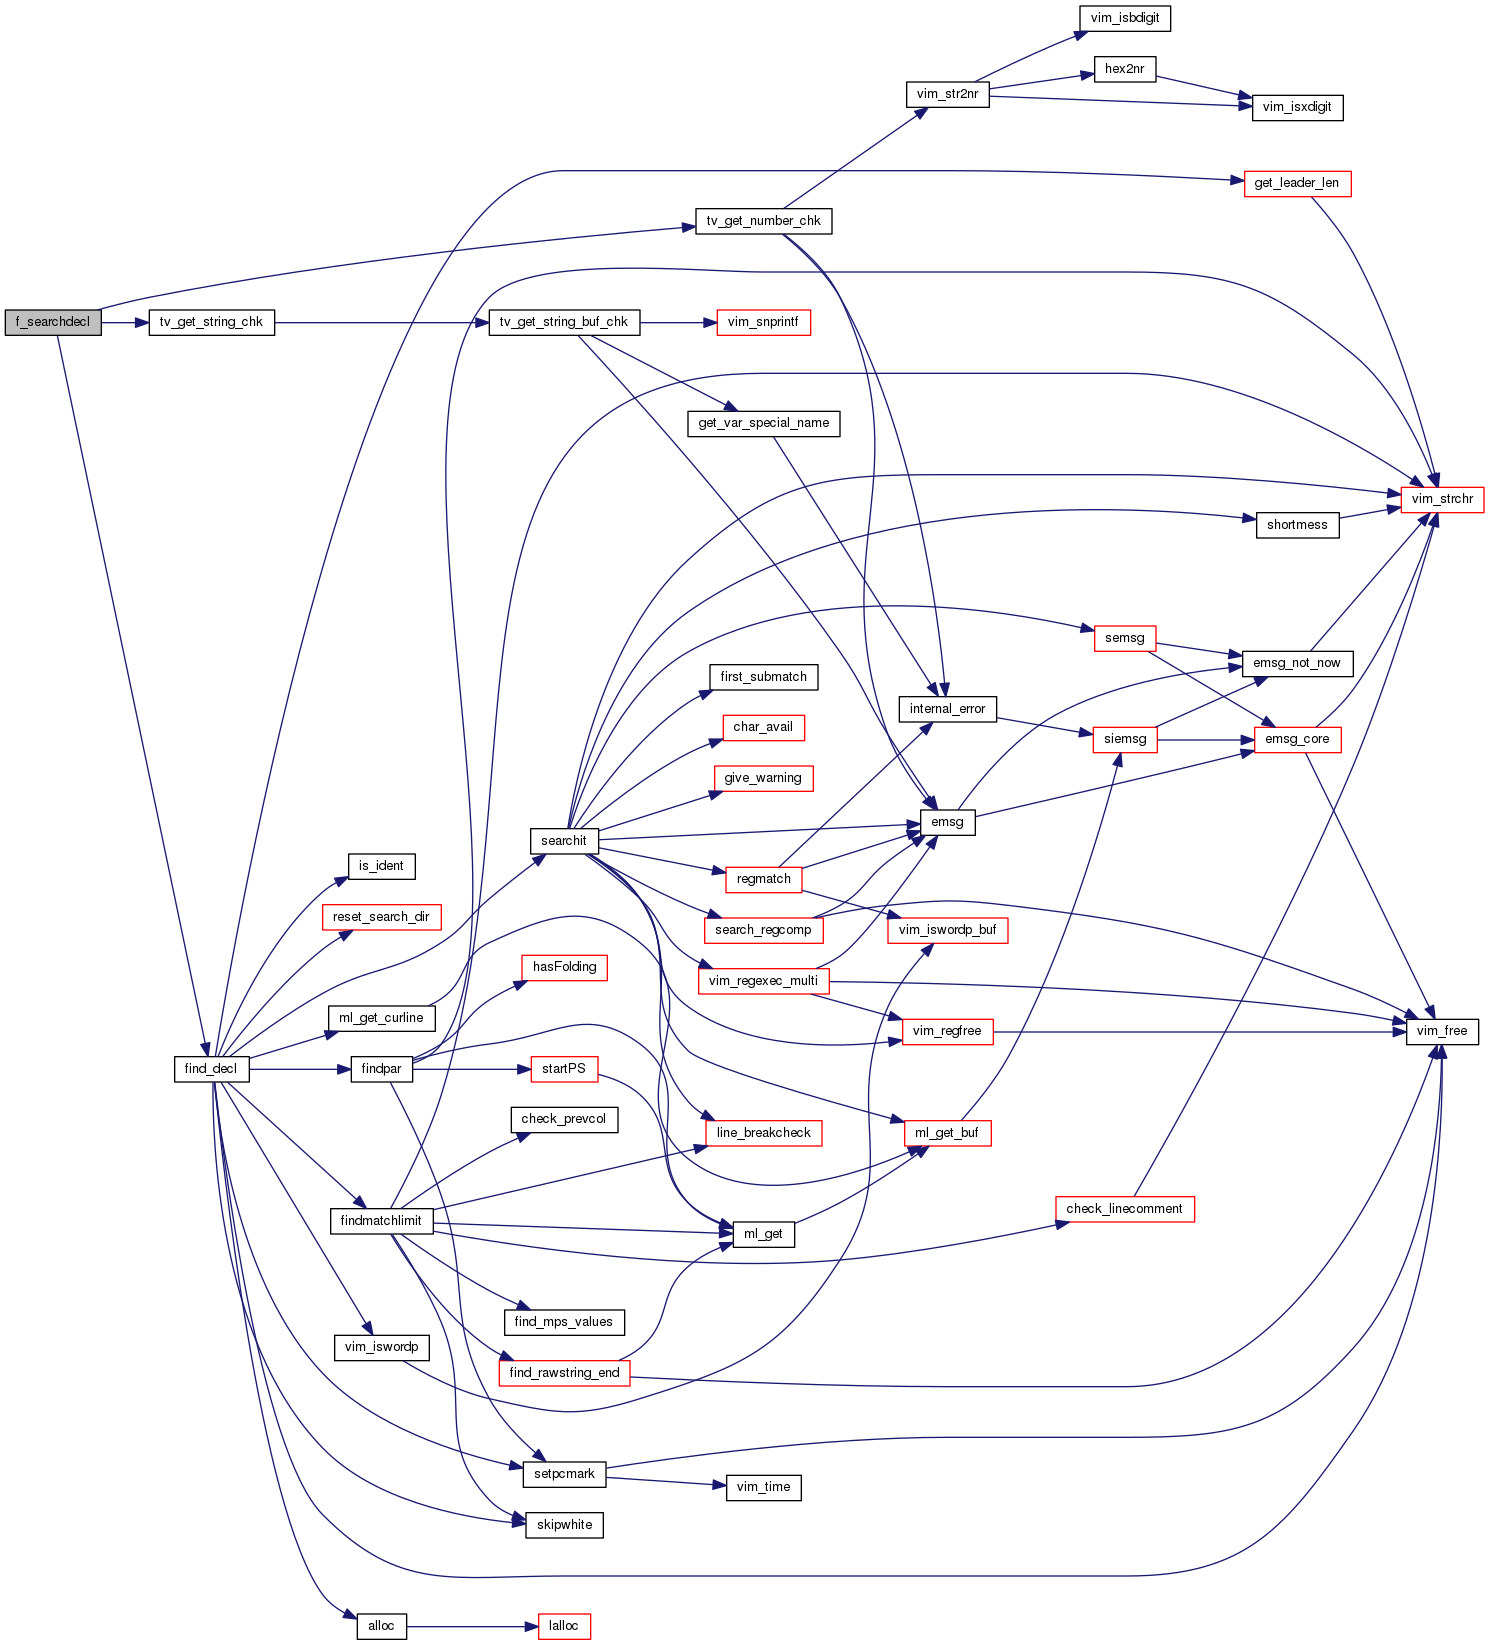 vim_isbdigit
hex2nr
vim_str2nr
vim_isxdigit
get_leader_len
tv_get_number_chk
f_searchdecl
tv_get_string_chk
tv_get_string_buf_chk
vim_snprintf
get_var_special_name
vim_strchr
shortmess
semsg
emsg_not_now
first_submatch
internal_error
char_avail
siemsg
emsg_core
give_warning
emsg
searchit
is_ident
regmatch
reset_search_dir
search_regcomp
vim_iswordp_buf
hasFolding
vim_regexec_multi
ml_get_curline
vim_regfree
vim_free
find_decl
findpar
startPS
check_prevcol
line_breakcheck
ml_get_buf
check_linecomment
findmatchlimit
ml_get
find_mps_values
vim_iswordp
find_rawstring_end
setpcmark
vim_time
skipwhite
alloc
lalloc